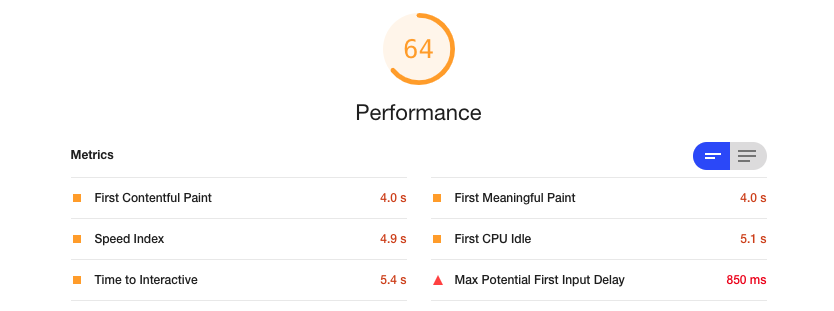 64
Performance
Metrics
First Contentful Paint 4.0 s
First Meaningful Paint 4.0 s
Speed Index 4.9 s
First CPU Idle 5.1 s
Time to Interactive 5.4 s
Max Potential First Input Delay 850 ms